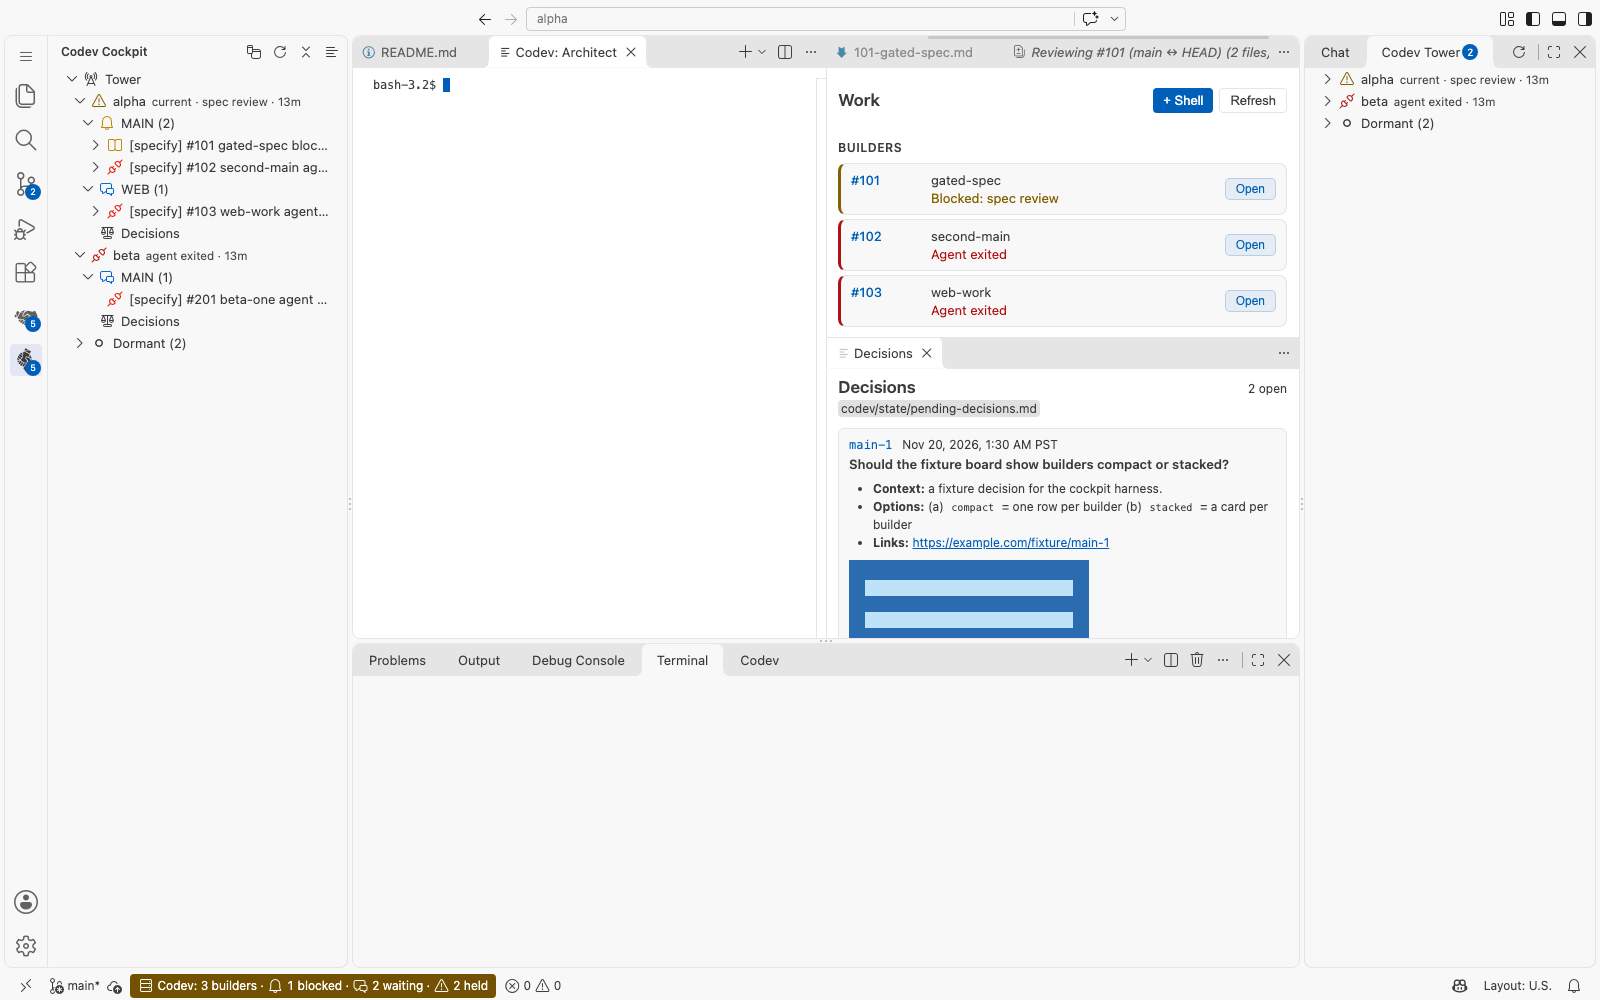 alpha
Codev Cockpit
Tower
alpha current · spec review · 13m
MAIN (2)
[specify] #101 gated-spec bloc...
[specify] #102 second-main ag...
WEB (1)
[specify] #103 web-work agent...
Decisions
beta agent exited · 13m
MAIN (1)
[specify] #201 beta-one agent ...
Decisions
Dormant (2)
2
5
5
README.md
Codev: Architect
bash-3.2$
101-gated-spec.md
Reviewing #101 (main ↔ HEAD) (2 files,
Work
+ Shell
Refresh
BUILDERS
#101
gated-spec
Blocked: spec review
Open
#102
second-main
Agent exited
Open
#103
web-work
Agent exited
Open
Decisions
Decisions
2 open
codev/state/pending-decisions.md
main-1 Nov 20, 2026, 1:30 AM PST
Should the fixture board show builders compact or stacked?
• Context: a fixture decision for the cockpit harness.
• Options: (a) compact = one row per builder (b) stacked = a card per
builder
• Links: https://example.com/fixture/main-1
Problems
Output
Debug Console
Terminal
Codev
Chat
Codev Tower 2
alpha current · spec review · 13m
beta agent exited · 13m
Dormant (2)
main*
Codev: 3 builders · 1 blocked · 2 waiting · 2 held
0 0
Layout: U.S.